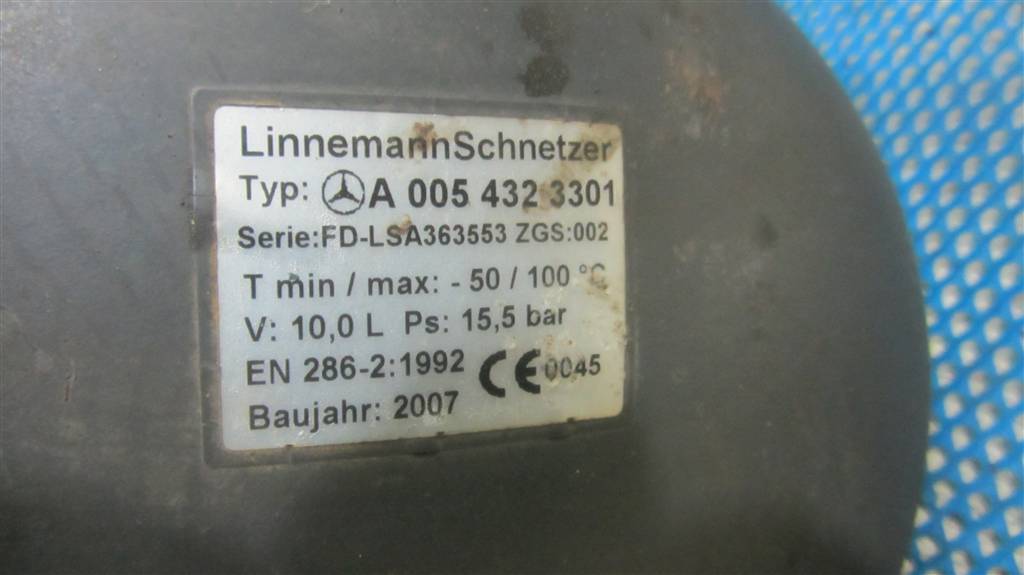 LinnemannSchnetzer
Typ: A 005 432 3301
Serie:FD-LSA363553 ZGS:002
T min / max: - 50 / 100 °C
V: 10,0 L Ps: 15,5 bar
EN 286-2:1992 CE 0045
Baujahr: 2007